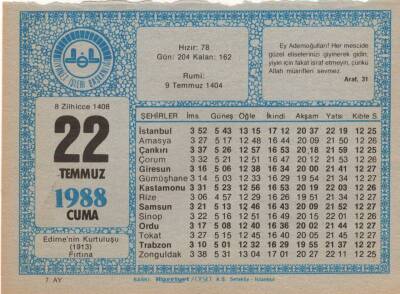 Hızır: 78
Gün: 204 Kalan: 162
Rumi:
9 Temmuz 1404
Ey Ademoğulları! Her mescide
güzel elbiselerinizi giyinerek gidin;
yiyin için fakat israf etmeyin, çünkü
Allah müsrifleri sevmez.
Araf. 31
8 Zilhicce 1408
22
TEMMUZ
1988
CUMA
Edirne'nin Kurtuluşu
(1913)
Fırtına
7. AY
ŞEHİRLER İms. Güneş Öğle İkindi Akşam Yatsı Kıble S.
İstanbul 3 52 5 43 13 15 17 12 20 37 22 19 12 25
Amasya 3 27 5 17 12 48 16 44 20 09 21 50 12 26
Çankırı 3 37 5 26 12 57 16 53 20 18 21 59 12 25
Çorum 3 32 5 21 12 51 16 47 20 12 21 53 12 26
Giresun 3 16 5 06 12 38 16 34 20 00 21 41 12 27
Gümüşhane 3 14 5 03 12 33 16 29 19 54 21 34 12 27
Kastamonu 3 31 5 23 12 56 16 53 20 19 22 03 12 26
Rize 3 06 4 57 12 29 16 26 19 51 21 34 12 27
Samsun 3 21 5 13 12 46 16 43 20 09 21 52 12 27
Sinop 3 22 5 16 12 51 16 49 20 15 22 01 12 26
Ordu 3 17 5 08 12 40 16 36 20 02 21 44 12 27
Tokat 3 27 5 15 12 45 16 40 20 05 21 45 12 27
Trabzon 3 10 5 01 12 32 16 29 19 55 21 37 12 27
Zonguldak 3 38 5 31 13 04 17 01 20 27 22 11 12 25